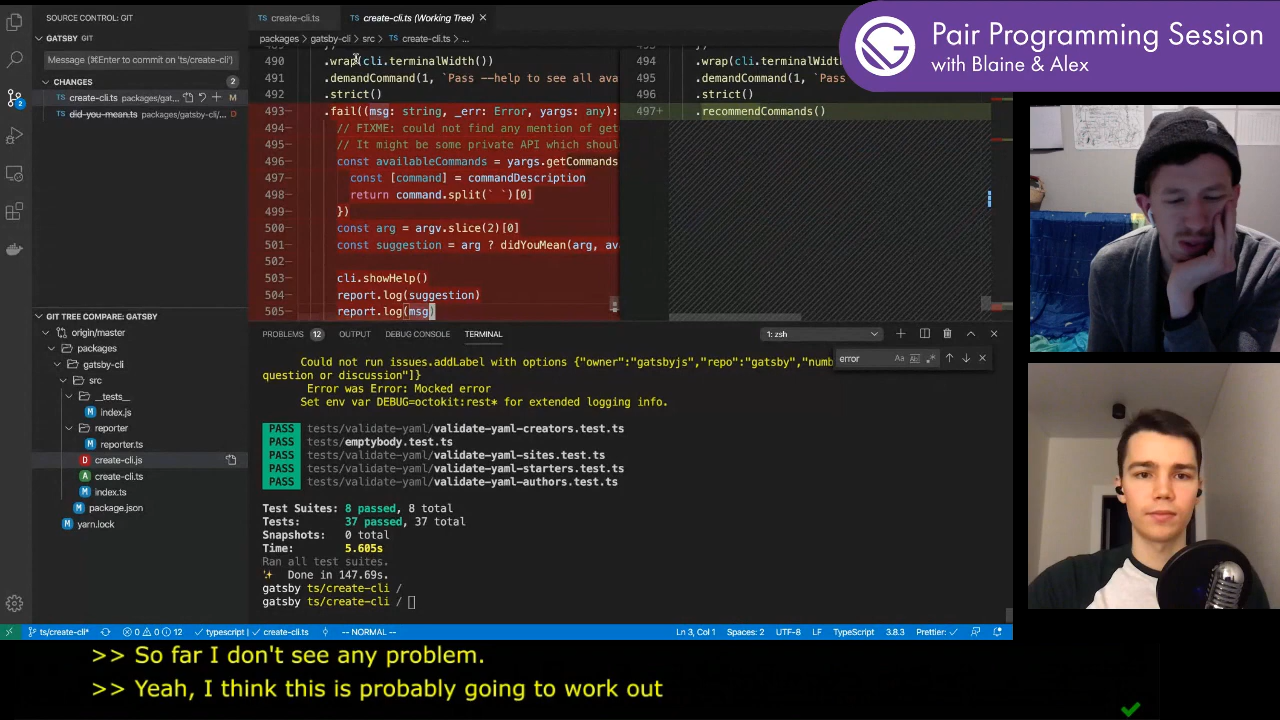 SOURCE CONTROL: GIT
GATSBY GIT
Message (⌘Enter to commit on 'ts/create-cli')
CHANGES 2
create-cli.ts packages/gat... M
did-you-mean.ts packages/gatsby-cli/... D
GIT TREE COMPARE: GATSBY
origin/master
packages
gatsby-cli
src
__tests__
M index.js
reporter
M reporter.ts
D create-cli.js
A create-cli.ts
M index.ts
M package.json
M yarn.lock
TS create-cli.ts
TS create-cli.ts (Working Tree) ×
packages > gatsby-cli > src > TS create-cli.ts > ...
490 .wrap(cli.terminalWidth())
491 .demandCommand(1, `Pass --help to see all ava
492 .strict()
493— .fail((msg: string, _err: Error, yargs: any):
494— // FIXME: could not find any mention of get
495— // It might be some private API which shoul
496— const availableCommands = yargs.getCommands
497— const [command] = commandDescription
498— return command.split(` `)[0]
499— })
500— const arg = argv.slice(2)[0]
501— const suggestion = arg ? didYouMean(arg, av
502—
503— cli.showHelp()
504— report.log(suggestion)
505— report.log(msg)
494 .wrap(cli.terminalWidth
495 .demandCommand(1, `Pass
496 .strict()
497+ .recommendCommands()
PROBLEMS 12 OUTPUT DEBUG CONSOLE TERMINAL 1: zsh
error Aa
Could not run issues.addLabel with options {"owner":"gatsbyjs","repo":"gatsby","numb
question or discussion"]}
Error was Error: Mocked error
Set env var DEBUG=octokit:rest* for extended logging info.
PASS tests/validate-yaml/validate-yaml-creators.test.ts
PASS tests/emptybody.test.ts
PASS tests/validate-yaml/validate-yaml-sites.test.ts
PASS tests/validate-yaml/validate-yaml-starters.test.ts
PASS tests/validate-yaml/validate-yaml-authors.test.ts
Test Suites: 8 passed, 8 total
Tests: 37 passed, 37 total
Snapshots: 0 total
Time: 5.605s
Ran all test suites.
✨ Done in 147.69s.
gatsby ts/create-cli /
gatsby ts/create-cli /
ts/create-cli* 0 0 12 typescript | create-cli.ts -- NORMAL -- Ln 3, Col 1 Spaces: 2 UTF-8 LF TypeScript 3.8.3 Prettier: ✓
Pair Programming Session
with Blaine & Alex
>> So far I don't see any problem.
>> Yeah, I think this is probably going to work out